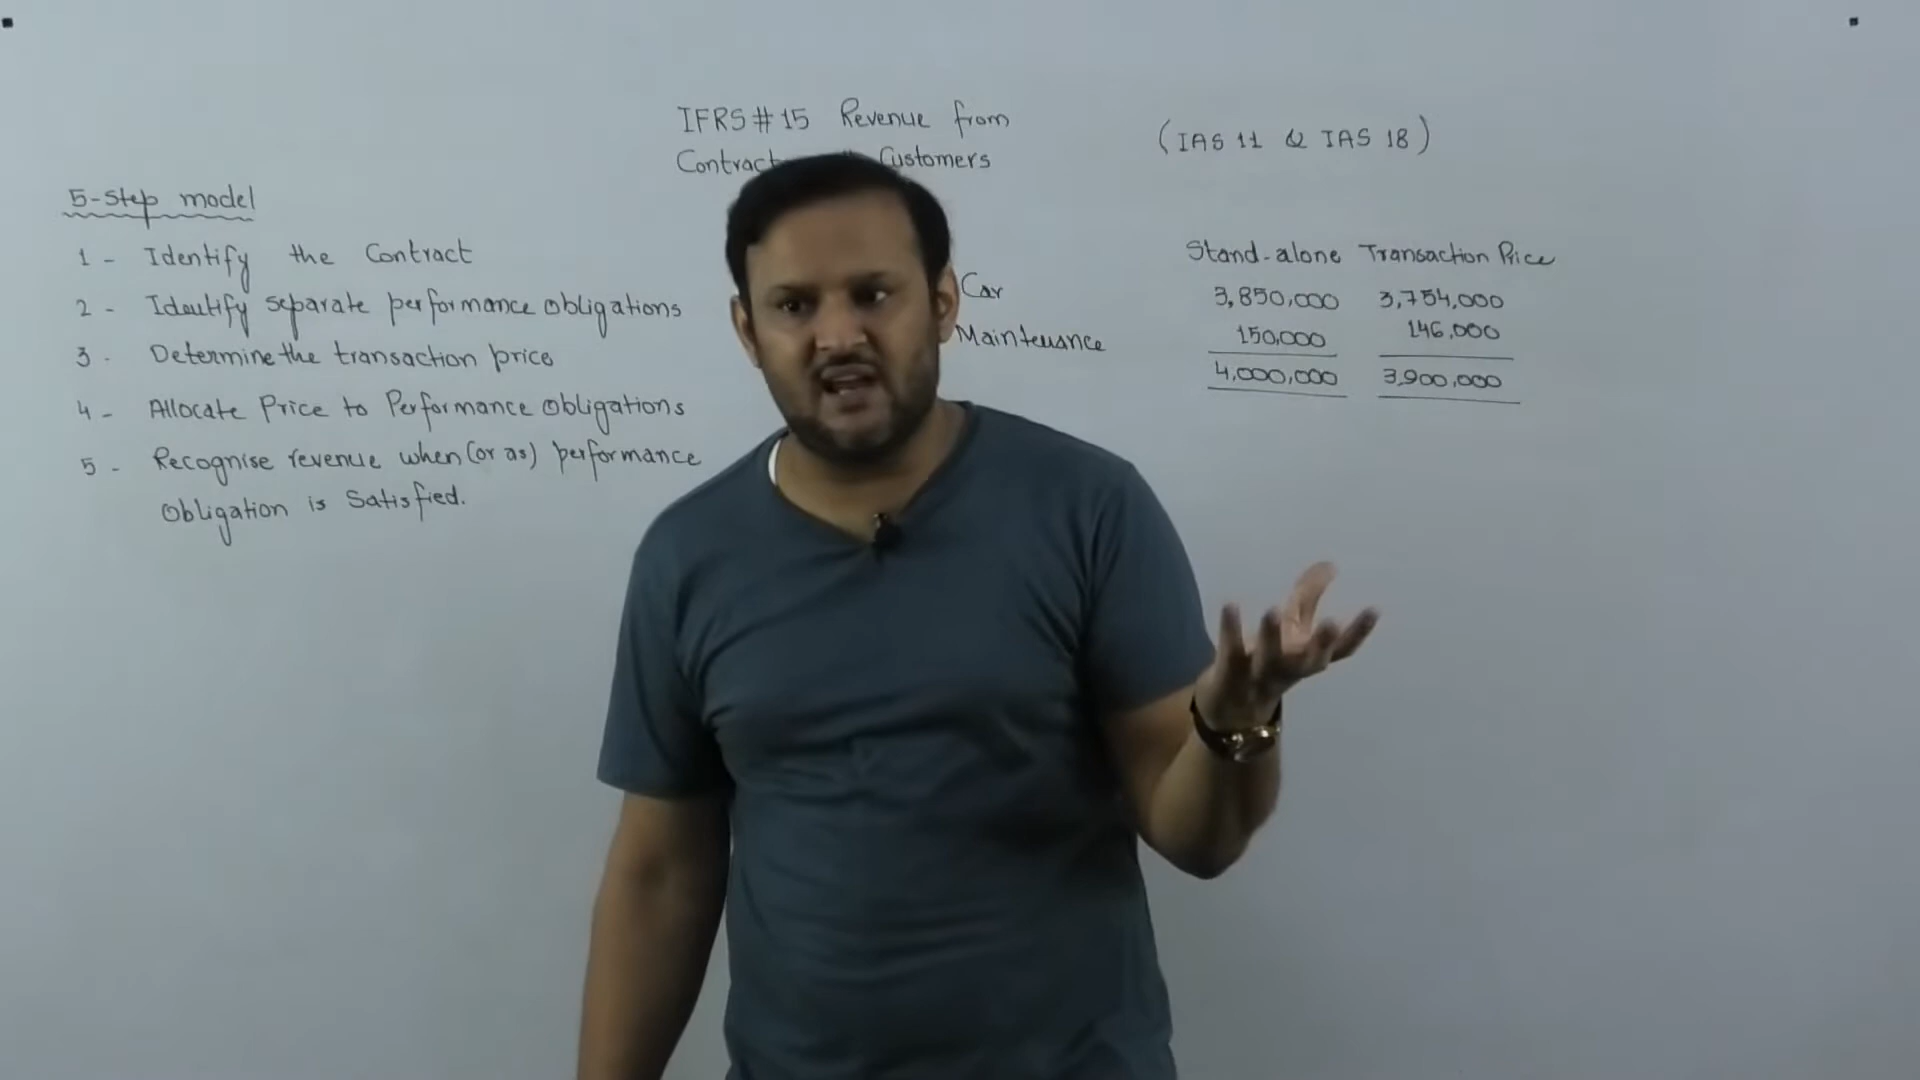 IFRS # 15 Revenue from
Customers
(IAS 11 & IAS 18)
5-Step model
1 - Identify the Contract
2 - Identify separate performance obligations
3 - Determine the transaction price
4 - Allocate Price to Performance Obligations
5 - Recognise revenue when (or as) performance
Obligation is Satisfied.
Stand-alone Transaction Price
Car 3,850,000 3,754,000
Maintenance 150,000 146,000
4,000,000 3,900,000